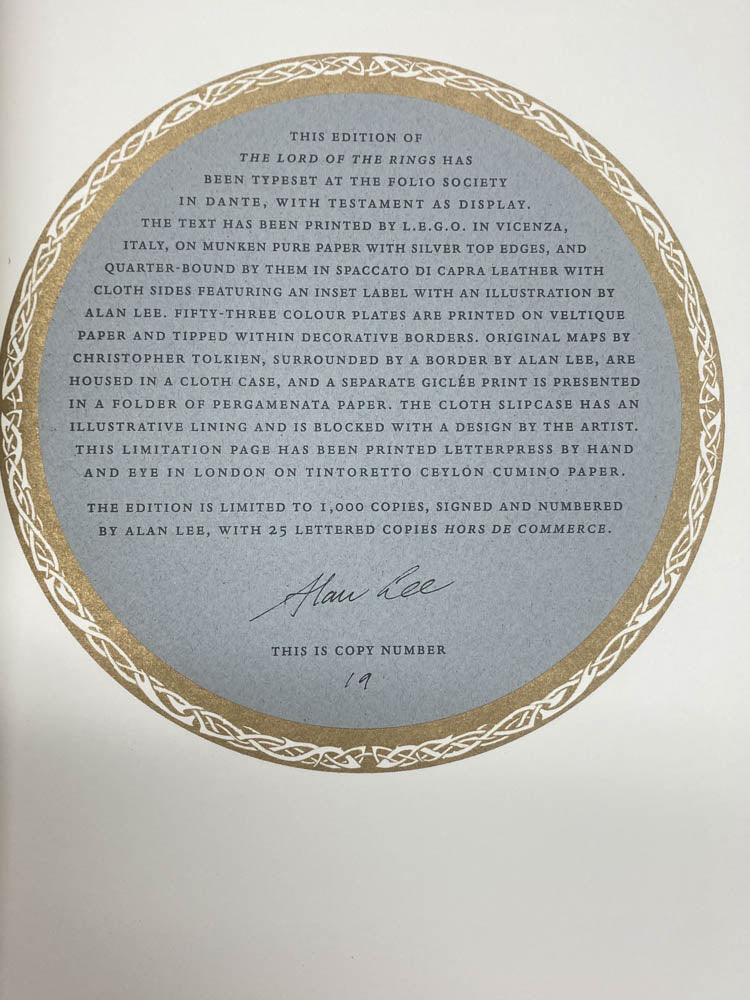 THIS EDITION OF
THE LORD OF THE RINGS HAS
BEEN TYPESET AT THE FOLIO SOCIETY
IN DANTE, WITH TESTAMENT AS DISPLAY.
THE TEXT HAS BEEN PRINTED BY L.E.G.O. IN VICENZA,
ITALY, ON MUNKEN PURE PAPER WITH SILVER TOP EDGES, AND
QUARTER-BOUND BY THEM IN SPACCATO DI CAPRA LEATHER WITH
CLOTH SIDES FEATURING AN INSET LABEL WITH AN ILLUSTRATION BY
ALAN LEE. FIFTY-THREE COLOUR PLATES ARE PRINTED ON VELTIQUE
PAPER AND TIPPED WITHIN DECORATIVE BORDERS. ORIGINAL MAPS BY
CHRISTOPHER TOLKIEN, SURROUNDED BY A BORDER BY ALAN LEE, ARE
HOUSED IN A CLOTH CASE, AND A SEPARATE GICLÉE PRINT IS PRESENTED
IN A FOLDER OF PERGAMENATA PAPER. THE CLOTH SLIPCASE HAS AN
ILLUSTRATIVE LINING AND IS BLOCKED WITH A DESIGN BY THE ARTIST.
THIS LIMITATION PAGE HAS BEEN PRINTED LETTERPRESS BY HAND
AND EYE IN LONDON ON TINTORETTO CEYLON CUMINO PAPER.
THE EDITION IS LIMITED TO 1,000 COPIES, SIGNED AND NUMBERED
BY ALAN LEE, WITH 25 LETTERED COPIES HORS DE COMMERCE.
Alan Lee
THIS IS COPY NUMBER
19